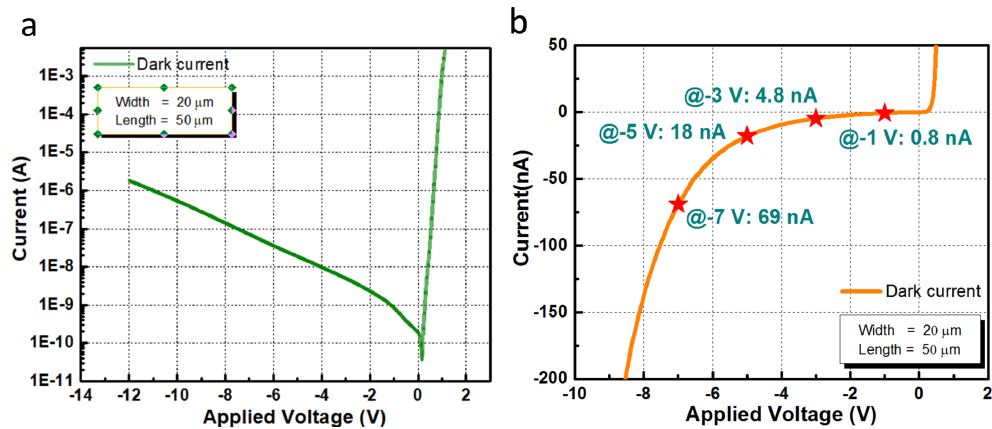 a
Dark current
Width = 20 μm
Length = 50 μm
1E-3
1E-4
1E-5
1E-6
1E-7
1E-8
1E-9
1E-10
1E-11
Current (A)
-14 -12 -10 -8 -6 -4 -2 0 2
Applied Voltage (V)
b
@-3 V: 4.8 nA
@-5 V: 18 nA
@-1 V: 0.8 nA
@-7 V: 69 nA
Dark current
Width = 20 μm
Length = 50 μm
50
0
-50
-100
-150
-200
Current(nA)
-10 -8 -6 -4 -2 0 2
Applied Voltage (V)